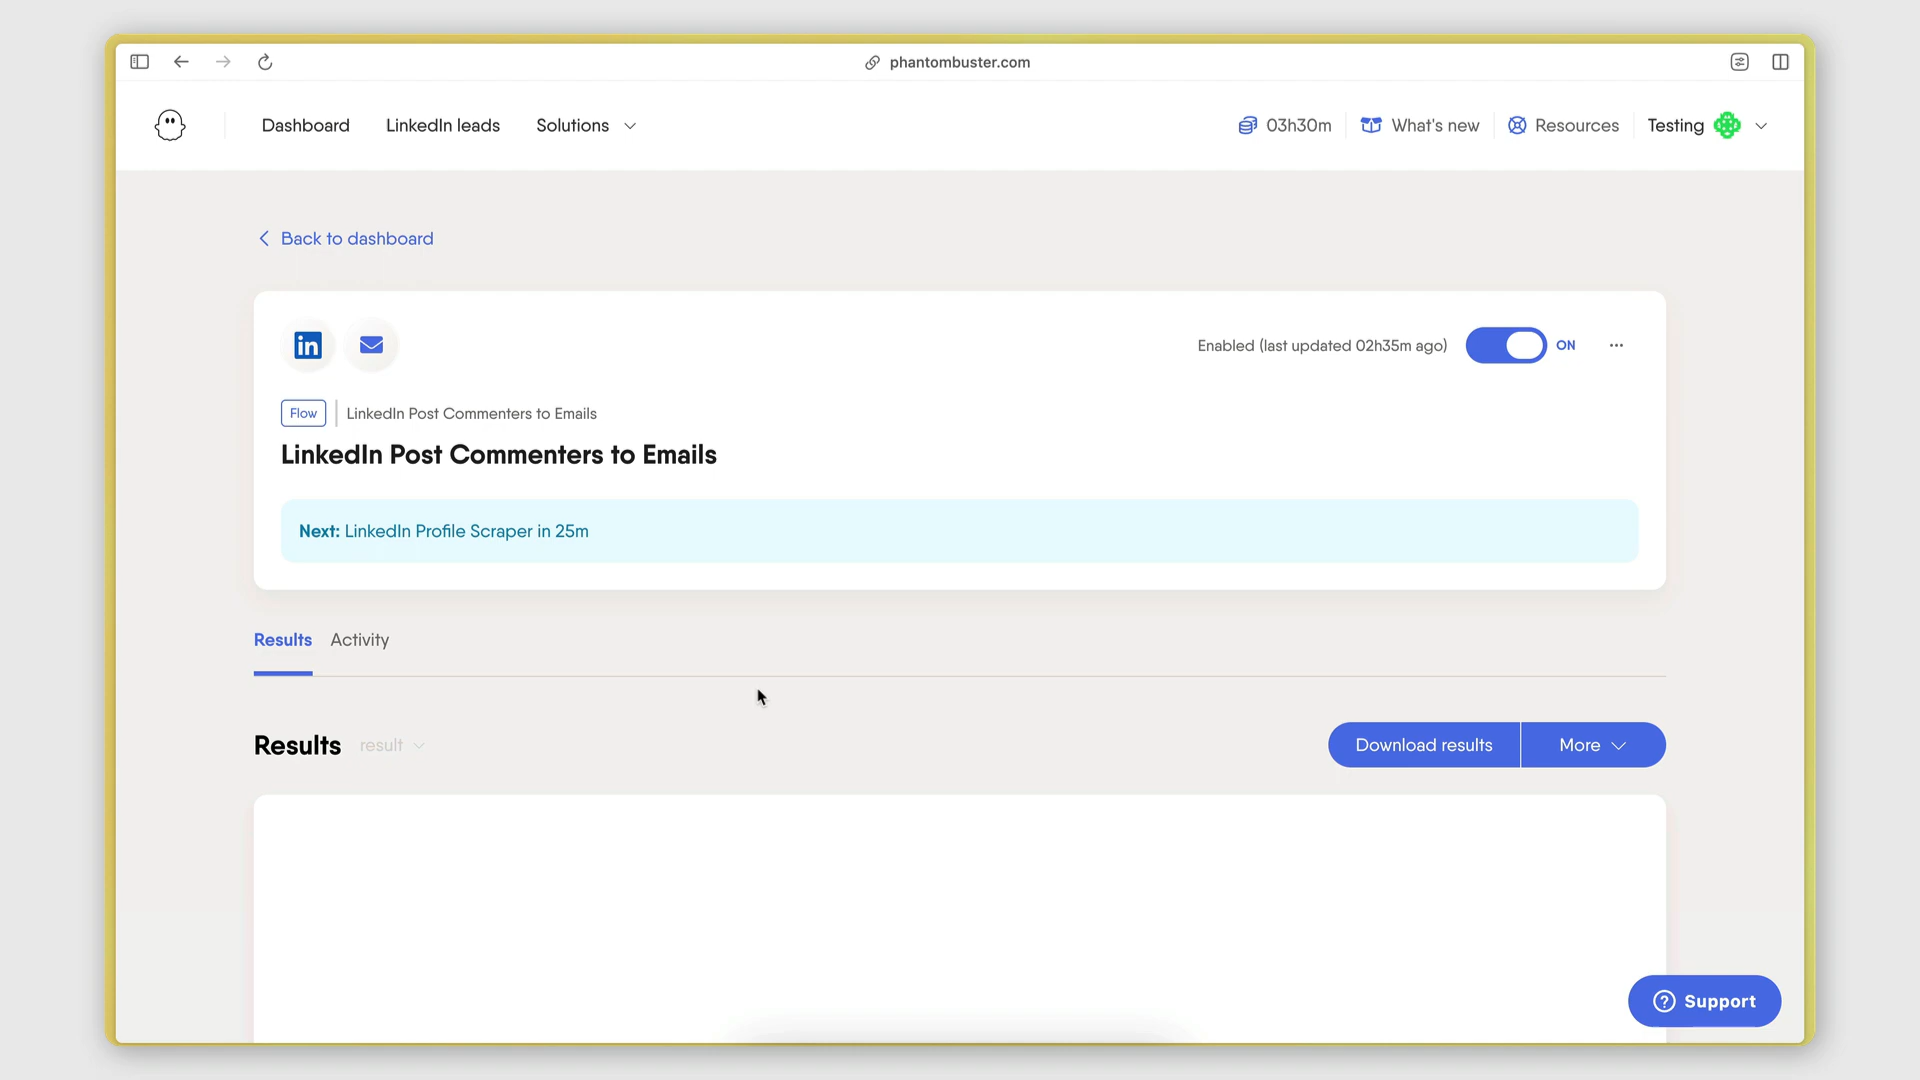 phantombuster.com
Dashboard LinkedIn leads Solutions 03h30m What's new Resources Testing
Back to dashboard
in Enabled (last updated 02h35m ago) ON
Flow LinkedIn Post Commenters to Emails
LinkedIn Post Commenters to Emails
Next: LinkedIn Profile Scraper in 25m
Results Activity
Results result Download results More
? Support